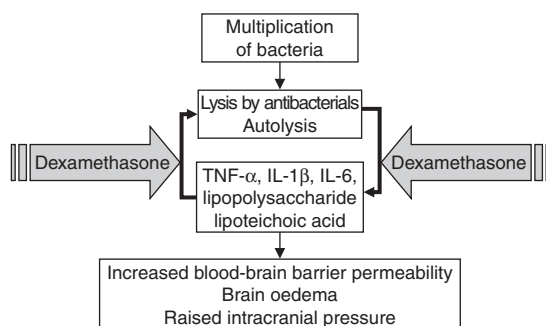 Multiplication
of bacteria
Lysis by antibacterials
Autolysis
Dexamethasone
Dexamethasone
TNF-α, IL-1β, IL-6,
lipopolysaccharide
lipoteichoic acid
Increased blood-brain barrier permeability
Brain oedema
Raised intracranial pressure